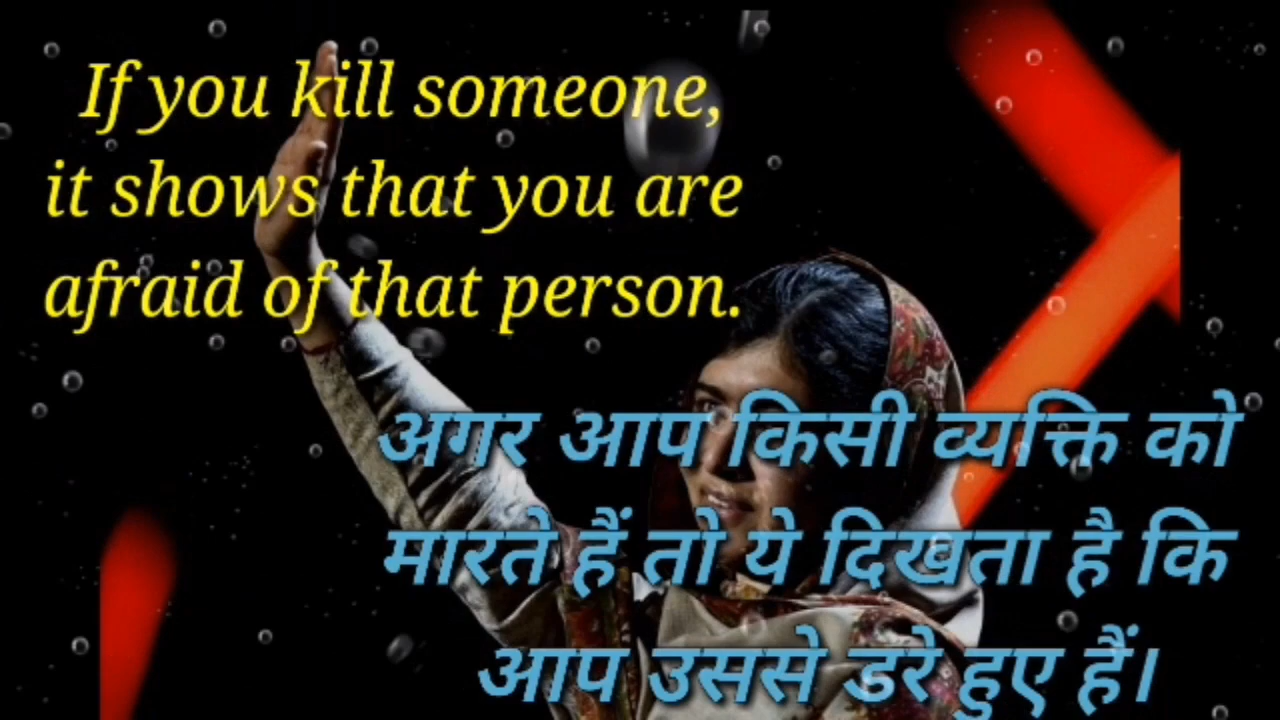 If you kill someone,
it shows that you are
afraid of that person.
अगर आप किसी व्यक्ति को
मारते हैं तो ये दिखता है कि
आप उससे डरे हुए हैं।